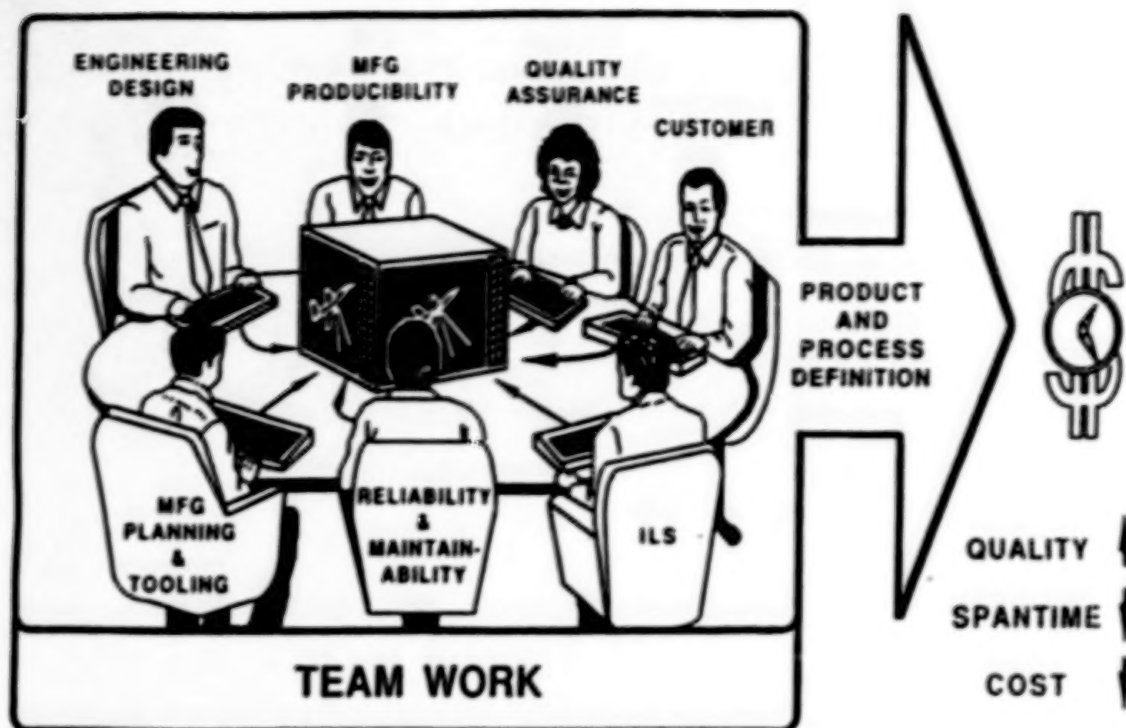 ENGINEERING
DESIGN
MFG
PRODUCIBILITY
QUALITY
ASSURANCE
CUSTOMER
MFG
PLANNING
&
TOOLING
RELIABILITY
&
MAINTAIN-
ABILITY
ILS
TEAM WORK
PRODUCT
AND
PROCESS
DEFINITION
QUALITY
SPANTIME
COST